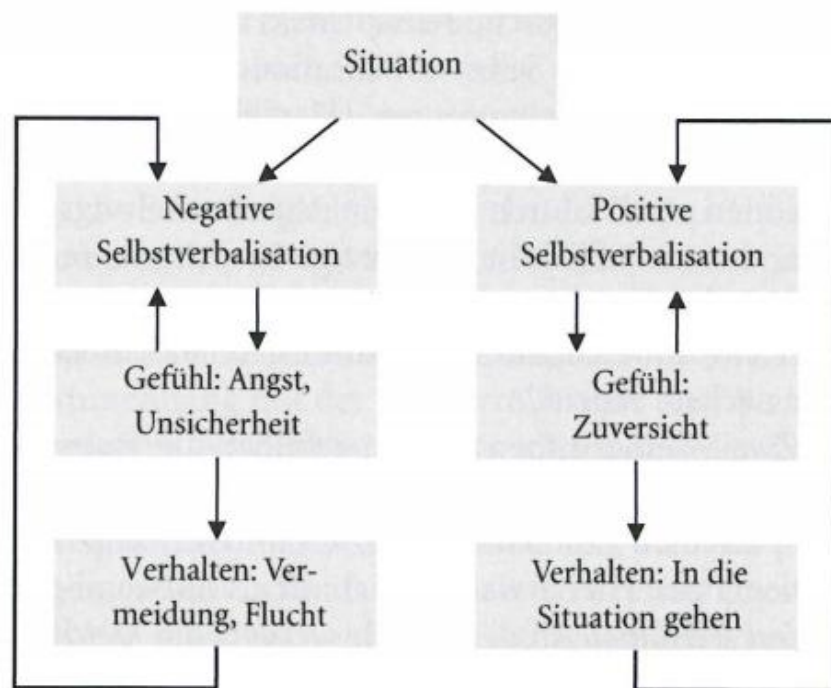 Situation
Negative
Selbstverbalisation
Positive
Selbstverbalisation
Gefühl: Angst,
Unsicherheit
Gefühl:
Zuversicht
Verhalten: Ver-
meidung, Flucht
Verhalten: In die
Situation gehen